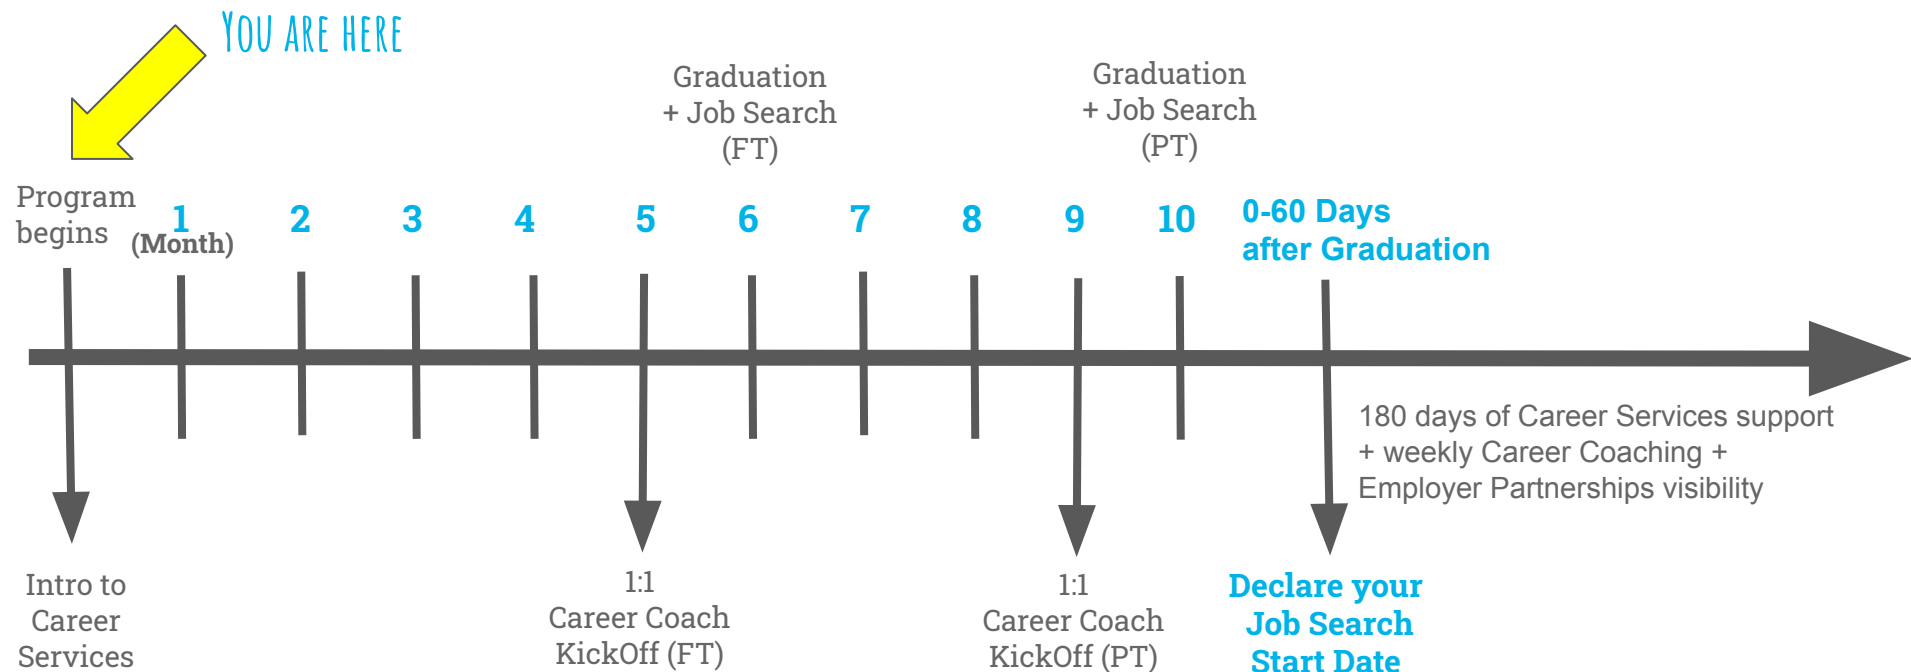 You are here
Graduation
+ Job Search
(FT)
Graduation
+ Job Search
(PT)
Program
begins
1
(Month)
2
3
4
5
6
7
8
9
10
0-60 Days
after Graduation
180 days of Career Services support
+ weekly Career Coaching +
Employer Partnerships visibility
Intro to
Career
Services
1:1
Career Coach
KickOff (FT)
1:1
Career Coach
KickOff (PT)
Declare your
Job Search
Start Date